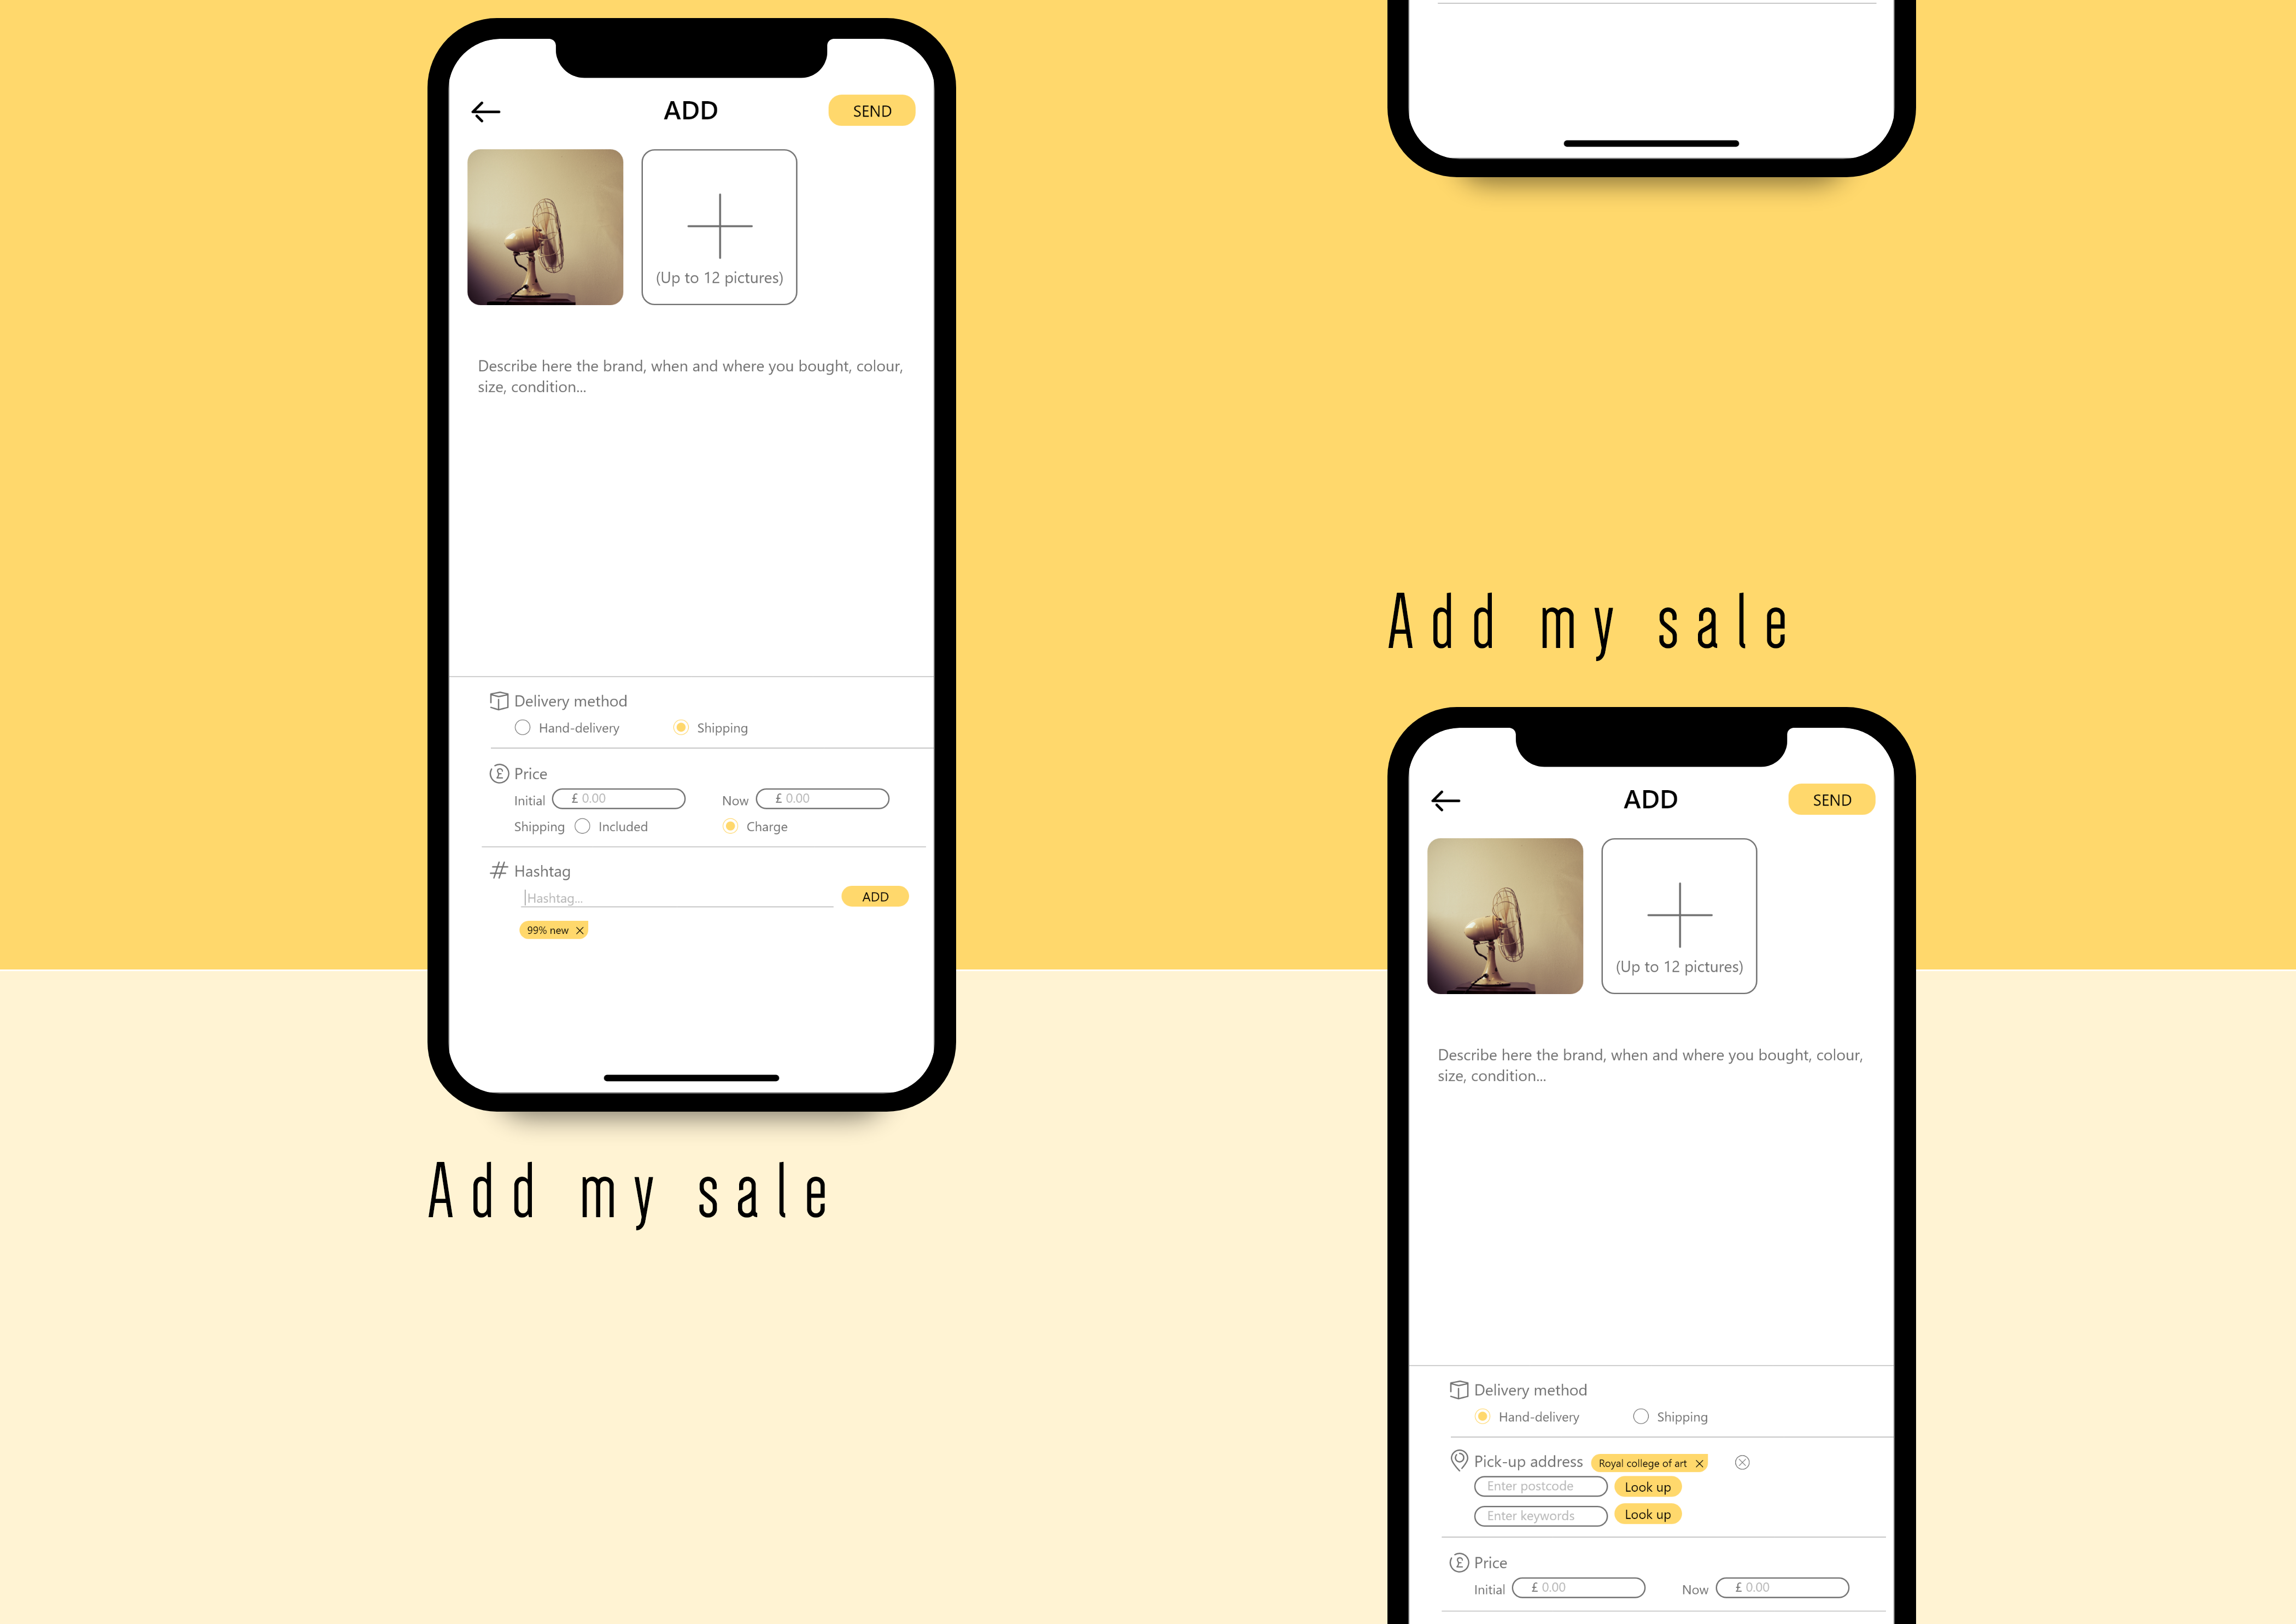 ADD
SEND
(Up to 12 pictures)
Describe here the brand, when and where you bought, colour,
size, condition...
Delivery method
Hand-delivery Shipping
£ Price
Initial £ 0.00 Now £ 0.00
Shipping Included Charge
# Hashtag
Hashtag... ADD
99% new ×
Add my sale
Add my sale
ADD
SEND
(Up to 12 pictures)
Describe here the brand, when and where you bought, colour,
size, condition...
Delivery method
Hand-delivery Shipping
Pick-up address Royal college of art ×
Enter postcode Look up
Enter keywords Look up
£ Price
Initial £ 0.00 Now £ 0.00